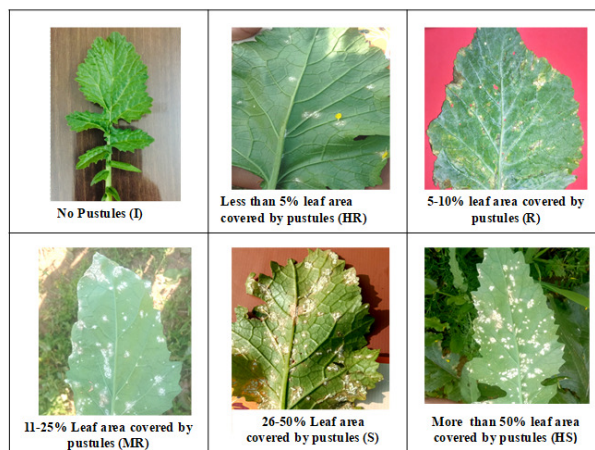 No Pustules (I)
Less than 5% leaf area
covered by pustules (HR)
5-10% leaf area covered by
pustules (R)
11-25% Leaf area covered by
pustules (MR)
26-50% Leaf area
covered by pustules (S)
More than 50% leaf area
covered by pustules (HS)